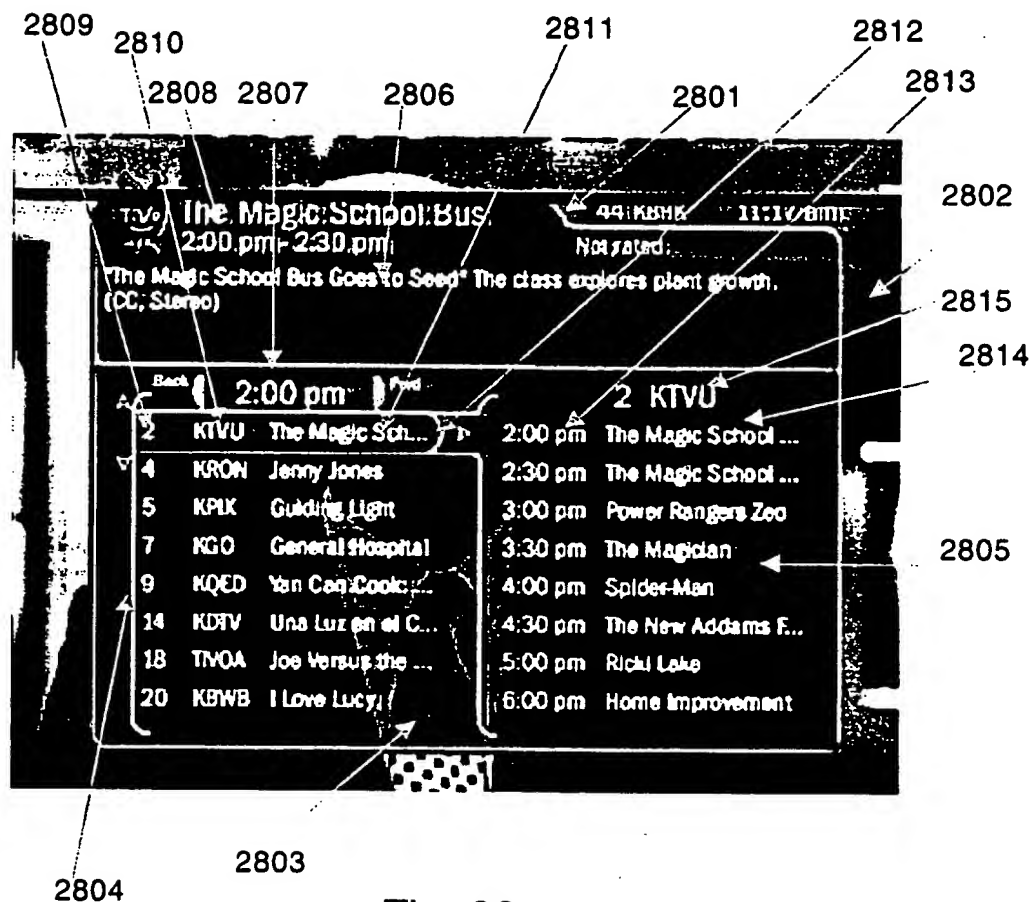 2809
2810
2811
2812
2808 2807 2806 2801
2813
2802
TiVo The Magic School Bus 44 KBHK
2:00 pm - 2:30 pm Not rated
"The Magic School Bus Goes to Seed" The class explores plant growth.
(CC, Stereo)
2815
2814
Back 2:00 pm Fwd 2 KTVU
2 KTVU The Magic Sch... 2:00 pm The Magic School ...
4 KRON Jenny Jones 2:30 pm The Magic School ...
5 KPIX Guiding Light 3:00 pm Power Rangers Zeo
7 KGO General Hospital 3:30 pm The Magician
2805
9 KQED Yan Can Cook: ... 4:00 pm Spider-Man
14 KDTV Una Luz en el C... 4:30 pm The New Addams F...
18 TIVOA Joe Versus the ... 5:00 pm Ricki Lake
20 KBWB I Love Lucy 6:00 pm Home Improvement
2803
2804